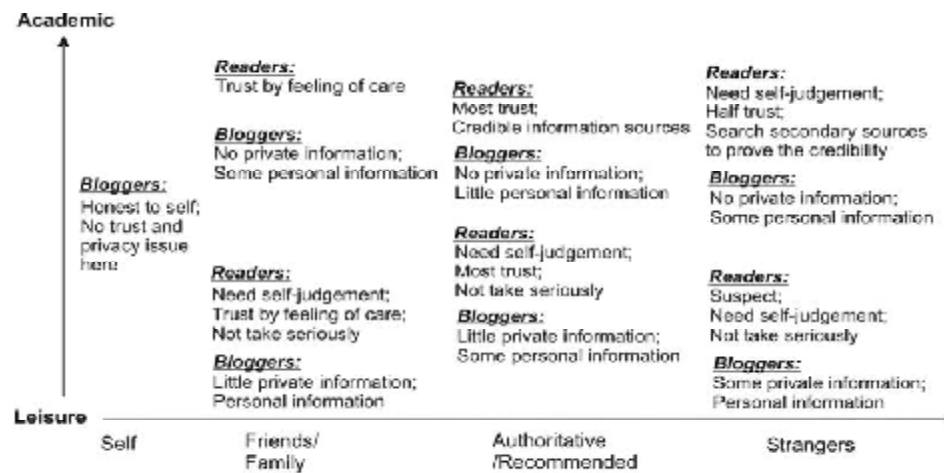 Academic
Readers:
Trust by feeling of care
Bloggers:
No private information;
Some personal information
Readers:
Most trust;
Credible information sources
Bloggers:
No private information;
Little personal information
Readers:
Need self-judgement;
Half trust;
Search secondary sources
to prove the credibility
Bloggers:
No private information;
Some personal information
Bloggers:
Honest to self;
No trust and
privacy issue
here
Readers:
Need self-judgement;
Trust by feeling of care;
Not take seriously
Bloggers:
Little private information;
Personal information
Readers:
Need self-judgement;
Most trust;
Not take seriously
Bloggers:
Little private information;
Some personal information
Readers:
Suspect;
Need self-judgement;
Not take seriously
Bloggers:
Some private information;
Personal information
Leisure
Self
Friends/
Family
Authoritative
/Recommended
Strangers